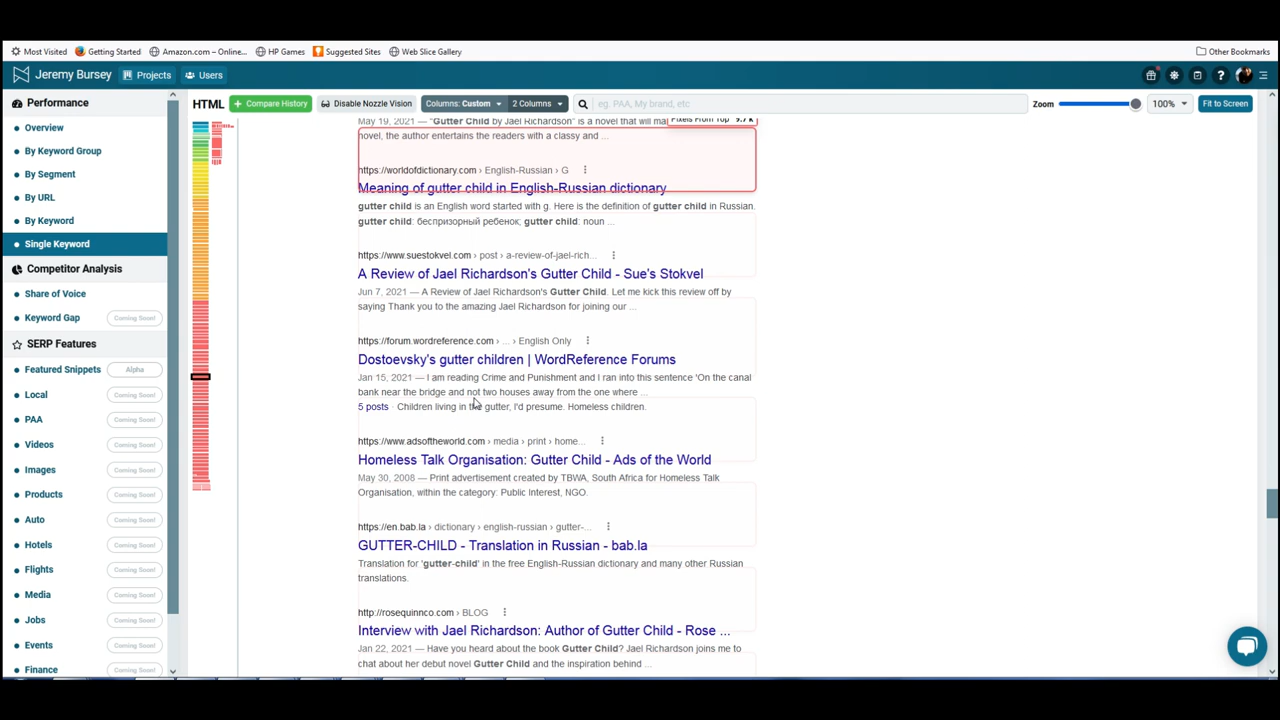 Most Visited Getting Started Amazon.com – Online... HP Games Suggested Sites Web Slice Gallery Other Bookmarks
Jeremy Bursey Projects Users
Performance
Overview
By Keyword Group
By Segment
By URL
By Keyword
Single Keyword
Competitor Analysis
Share of Voice
Keyword Gap Coming Soon!
SERP Features
Featured Snippets Alpha
Local Coming Soon!
PAA Coming Soon!
Videos Coming Soon!
Images Coming Soon!
Products Coming Soon!
Auto Coming Soon!
Hotels Coming Soon!
Flights Coming Soon!
Media Coming Soon!
Jobs Coming Soon!
Events Coming Soon!
Finance Coming Soon!
HTML + Compare History Disable Nozzle Vision Columns: Custom 2 Columns eg. PAA, My brand, etc Zoom 100% Fit to Screen
May 19, 2021 — "Gutter Child by Jael Richardson" is a novel that will ma
Pixels From Top 9.7 k
novel, the author entertains the readers with a classy and ...
https://worldofdictionary.com › English-Russian › G
Meaning of gutter child in English-Russian dictionary
gutter child is an English word started with g. Here is the definition of gutter child in Russian.
gutter child: беспризорный ребенок; gutter child: noun ...
https://www.suestokvel.com › post › a-review-of-jael-rich...
A Review of Jael Richardson's Gutter Child - Sue's Stokvel
Jun 7, 2021 — A Review of Jael Richardson's Gutter Child. Let me kick this review off by
saying Thank you to the amazing Jael Richardson for joining our ...
https://forum.wordreference.com › ... › English Only
Dostoevsky's gutter children | WordReference Forums
Jan 15, 2021 — I am reading Crime and Punishment and I ran into this sentence 'On the canal
bank near the bridge and not two houses away from the one where ...
5 posts · Children living in the gutter, I'd presume. Homeless children.
https://www.adsoftheworld.com › media › print › home...
Homeless Talk Organisation: Gutter Child - Ads of the World
May 30, 2008 — Print advertisement created by TBWA, South Africa for Homeless Talk
Organisation, within the category: Public Interest, NGO.
https://en.bab.la › dictionary › english-russian › gutter-...
GUTTER-CHILD - Translation in Russian - bab.la
Translation for 'gutter-child' in the free English-Russian dictionary and many other Russian
translations.
http://rosequinnco.com › BLOG
Interview with Jael Richardson: Author of Gutter Child - Rose ...
Jan 22, 2021 — Have you heard about the book Gutter Child? Jael Richardson joins me to
chat about her debut novel Gutter Child and the inspiration behind ...